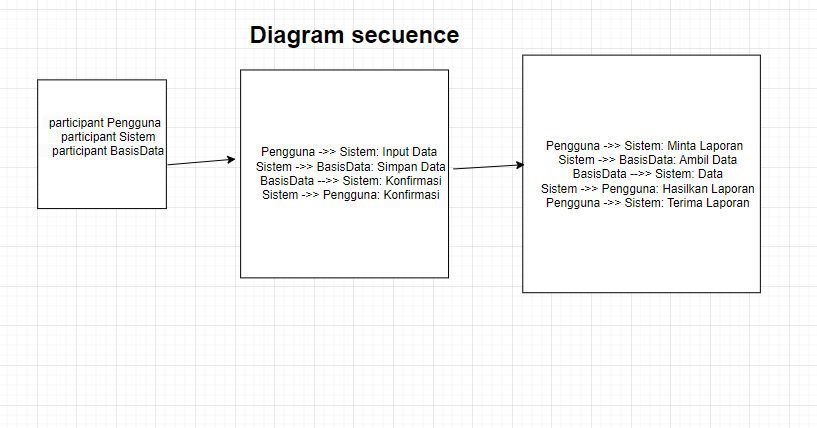 Diagram secuence
participant Pengguna
participant Sistem
participant BasisData
Pengguna ->> Sistem: Input Data
Sistem ->> BasisData: Simpan Data
BasisData -->> Sistem: Konfirmasi
Sistem ->> Pengguna: Konfirmasi
Pengguna ->> Sistem: Minta Laporan
Sistem ->> BasisData: Ambil Data
BasisData -->> Sistem: Data
Sistem ->> Pengguna: Hasilkan Laporan
Pengguna ->> Sistem: Terima Laporan